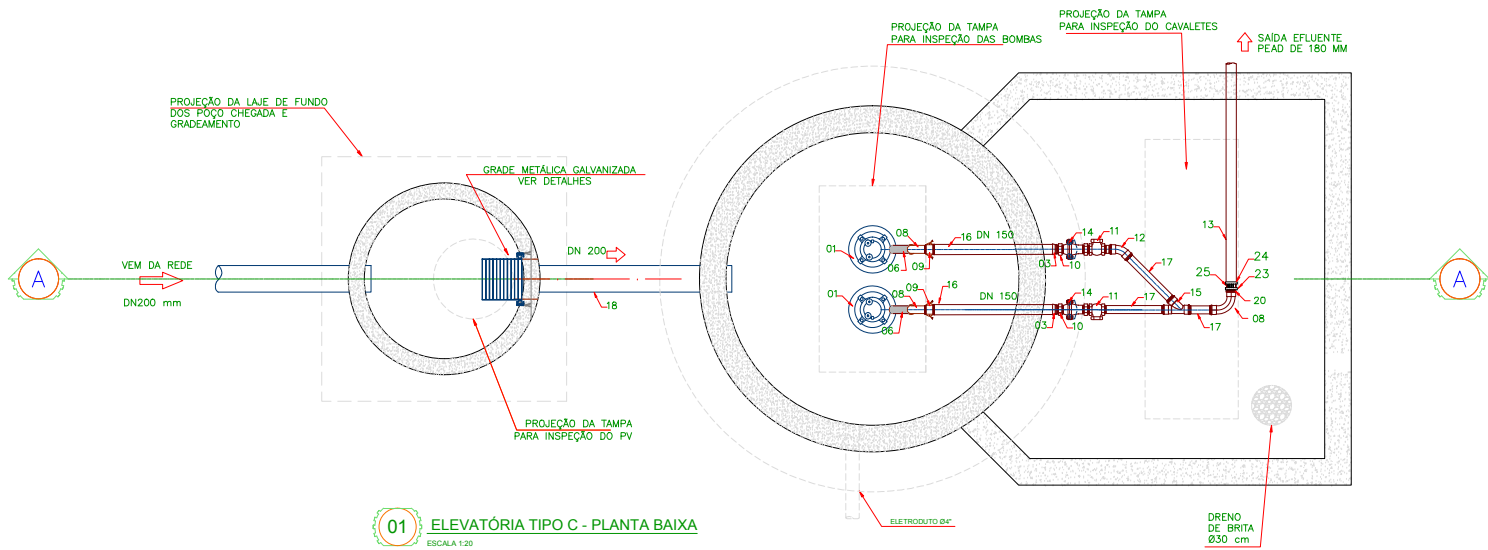 PROJEÇÃO DA TAMPA
PARA INSPEÇÃO DO CAVALETES
SAÍDA EFLUENTE
PEAD DE 180 MM
PROJEÇÃO DA TAMPA
PARA INSPEÇÃO DAS BOMBAS
PROJEÇÃO DA LAJE DE FUNDO
DOS POÇO CHEGADA E
GRADEAMENTO
GRADE METÁLICA GALVANIZADA
VER DETALHES
A
VEM DA REDE
DN200 mm
DN 200
18
01
06
08
09
16
DN 150
03
10
14
11
12
17
13
24
25
23
20
15
08
17
01
06
08
09
16
DN 150
03
10
14
11
17
A
PROJEÇÃO DA TAMPA
PARA INSPEÇÃO DO PV
ELETRODUTO Ø4"
DRENO
DE BRITA
Ø30 cm
01 ELEVATÓRIA TIPO C - PLANTA BAIXA
ESCALA 1:20